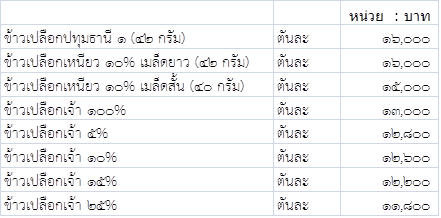 หน่วย : บาท
ข้าวเปลือกปทุมธานี ๑ (๔๒ กรัม) ตันละ ๑๖,๐๐๐
ข้าวเปลือกเหนียว ๑๐% เมล็ดยาว (๔๒ กรัม) ตันละ ๑๖,๐๐๐
ข้าวเปลือกเหนียว ๑๐% เมล็ดสั้น (๔๐ กรัม) ตันละ ๑๕,๐๐๐
ข้าวเปลือกเจ้า ๑๐๐% ตันละ ๑๓,๐๐๐
ข้าวเปลือกเจ้า ๕% ตันละ ๑๒,๘๐๐
ข้าวเปลือกเจ้า ๑๐% ตันละ ๑๒,๖๐๐
ข้าวเปลือกเจ้า ๑๕% ตันละ ๑๒,๒๐๐
ข้าวเปลือกเจ้า ๒๕% ตันละ ๑๑,๘๐๐